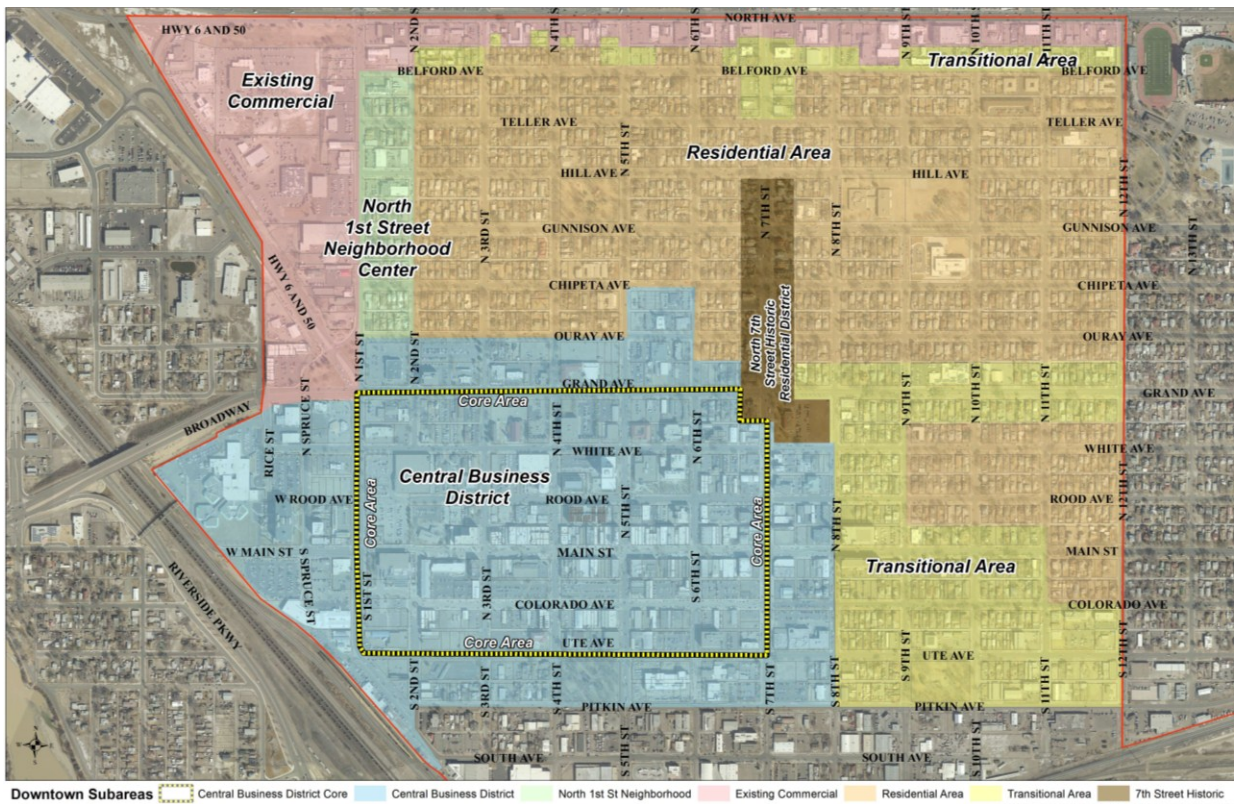 HWY 6 AND 50
N 2ND S
N 4TH ST
N 6TH S
NORTH AVE
N 9TH ST
N 10TH ST
11TH ST
Transitional Area
Existing
Commercial
BELFORD AVE
BELFORD AVE
BELFORD AVE
TELLER AVE
TELLER AVE
N 5TH ST
Residential Area
HILL AVE
HILL AVE
N 12TH ST
North
1st Street
Neighborhood
Center
N 3RD ST
GUNNISON AVE
N 7TH ST
N 8TH ST
GUNNISON AVE
N 13TH ST
HWY 6 AND 50
CHIPETA AVE
CHIPETA AVE
N 1ST ST
N 2ND ST
OURAY AVE
North 7th
Street Historic
Residential District
OURAY AVE
GRAND AVE
Core Area
N 9TH ST
N 10TH ST
N 11TH ST
GRAND AVE
BROADWAY
RICE ST
N SPRUCE ST
N 4TH ST
WHITE AVE
N 6TH ST
WHITE AVE
Central Business
District
W ROOD AVE
Core Area
ROOD AVE
N 5TH ST
Core Area
N 8TH ST
ROOD AVE
N 12TH ST
W MAIN ST
MAIN ST
MAIN ST
Transitional Area
RIVERSIDE PKWY
S SPRUCE ST
S 1ST ST
N 3RD ST
COLORADO AVE
S 6TH ST
COLORADO AVE
Core Area
UTE AVE
UTE AVE
S 2ND ST
S 3RD ST
S 4TH ST
PITKIN AVE
S 7TH ST
S 8TH ST
S 9TH ST
PITKIN AVE
S 11TH ST
S 12TH ST
SOUTH AVE
S 5TH ST
SOUTH AVE
S 10TH ST
Downtown Subareas
Central Business District Core
Central Business District
North 1st St Neighborhood
Existing Commercial
Residential Area
Transitional Area
7th Street Historic